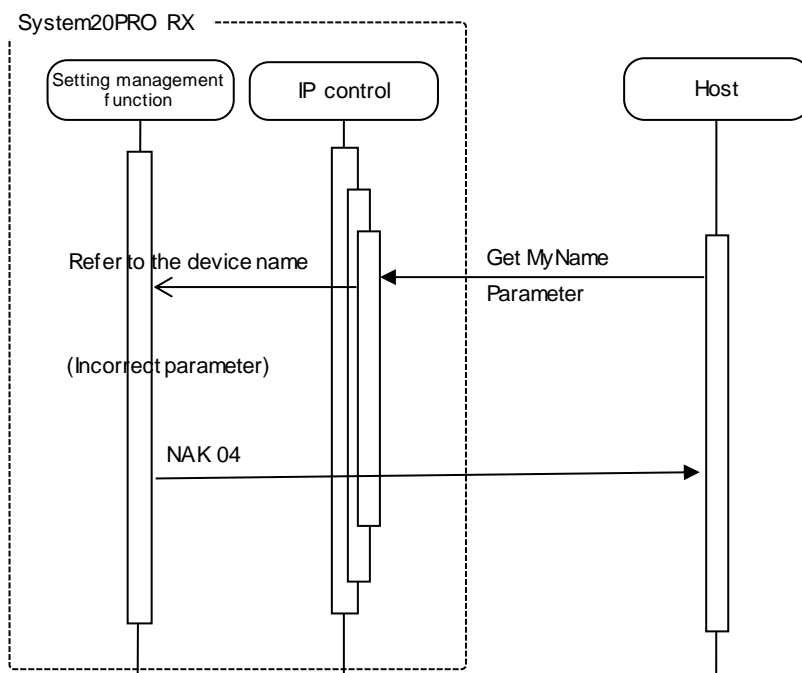 System20PRO RX
Setting management
function
IP control
Host
Refer to the device name
Get MyName
Parameter
(Incorrect parameter)
NAK 04